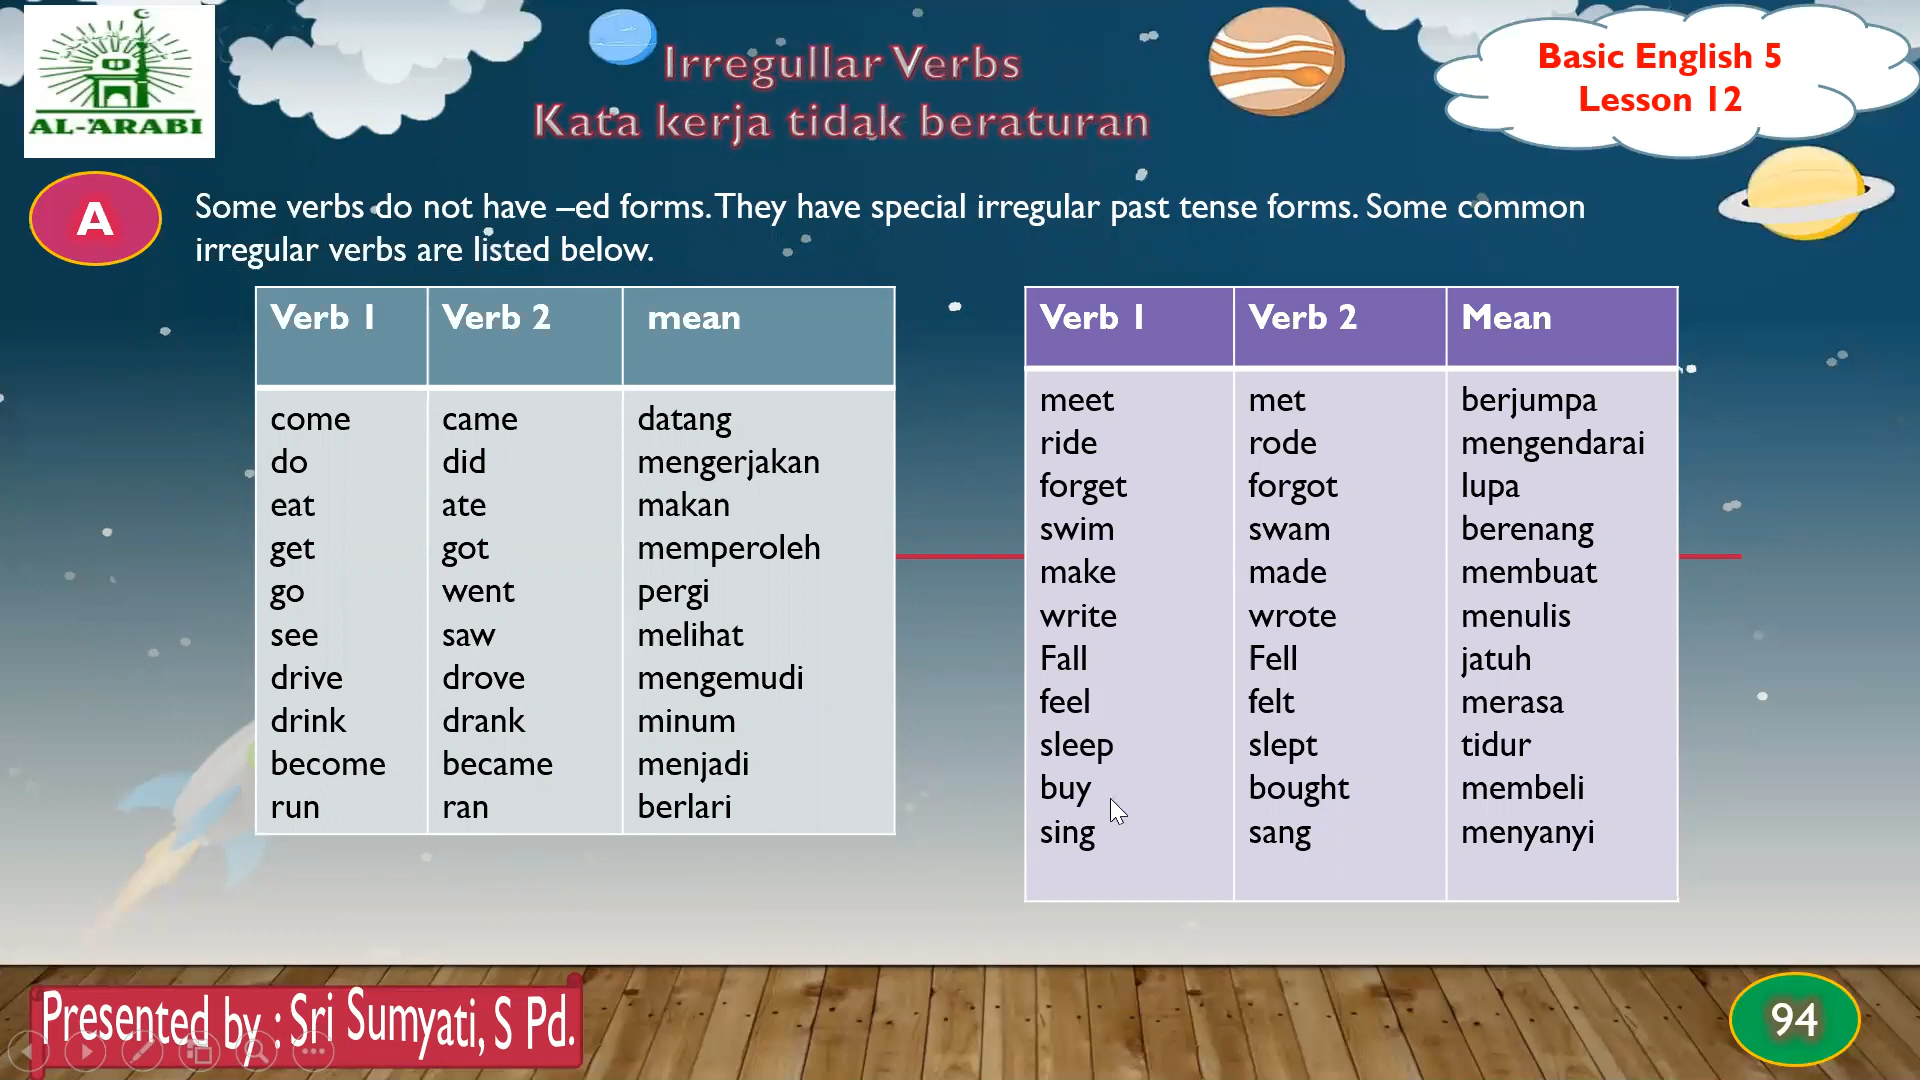 AL-'ARABI
Irregullar Verbs
Kata kerja tidak beraturan
Basic English 5
Lesson 12
A
Some verbs do not have –ed forms. They have special irregular past tense forms. Some common
irregular verbs are listed below.
Verb 1 Verb 2 mean
come came datang
do did mengerjakan
eat ate makan
get got memperoleh
go went pergi
see saw melihat
drive drove mengemudi
drink drank minum
become became menjadi
run ran berlari
Verb 1 Verb 2 Mean
meet met berjumpa
ride rode mengendarai
forget forgot lupa
swim swam berenang
make made membuat
write wrote menulis
Fall Fell jatuh
feel felt merasa
sleep slept tidur
buy bought membeli
sing sang menyanyi
Presented by : Sri Sumyati, S Pd.
94